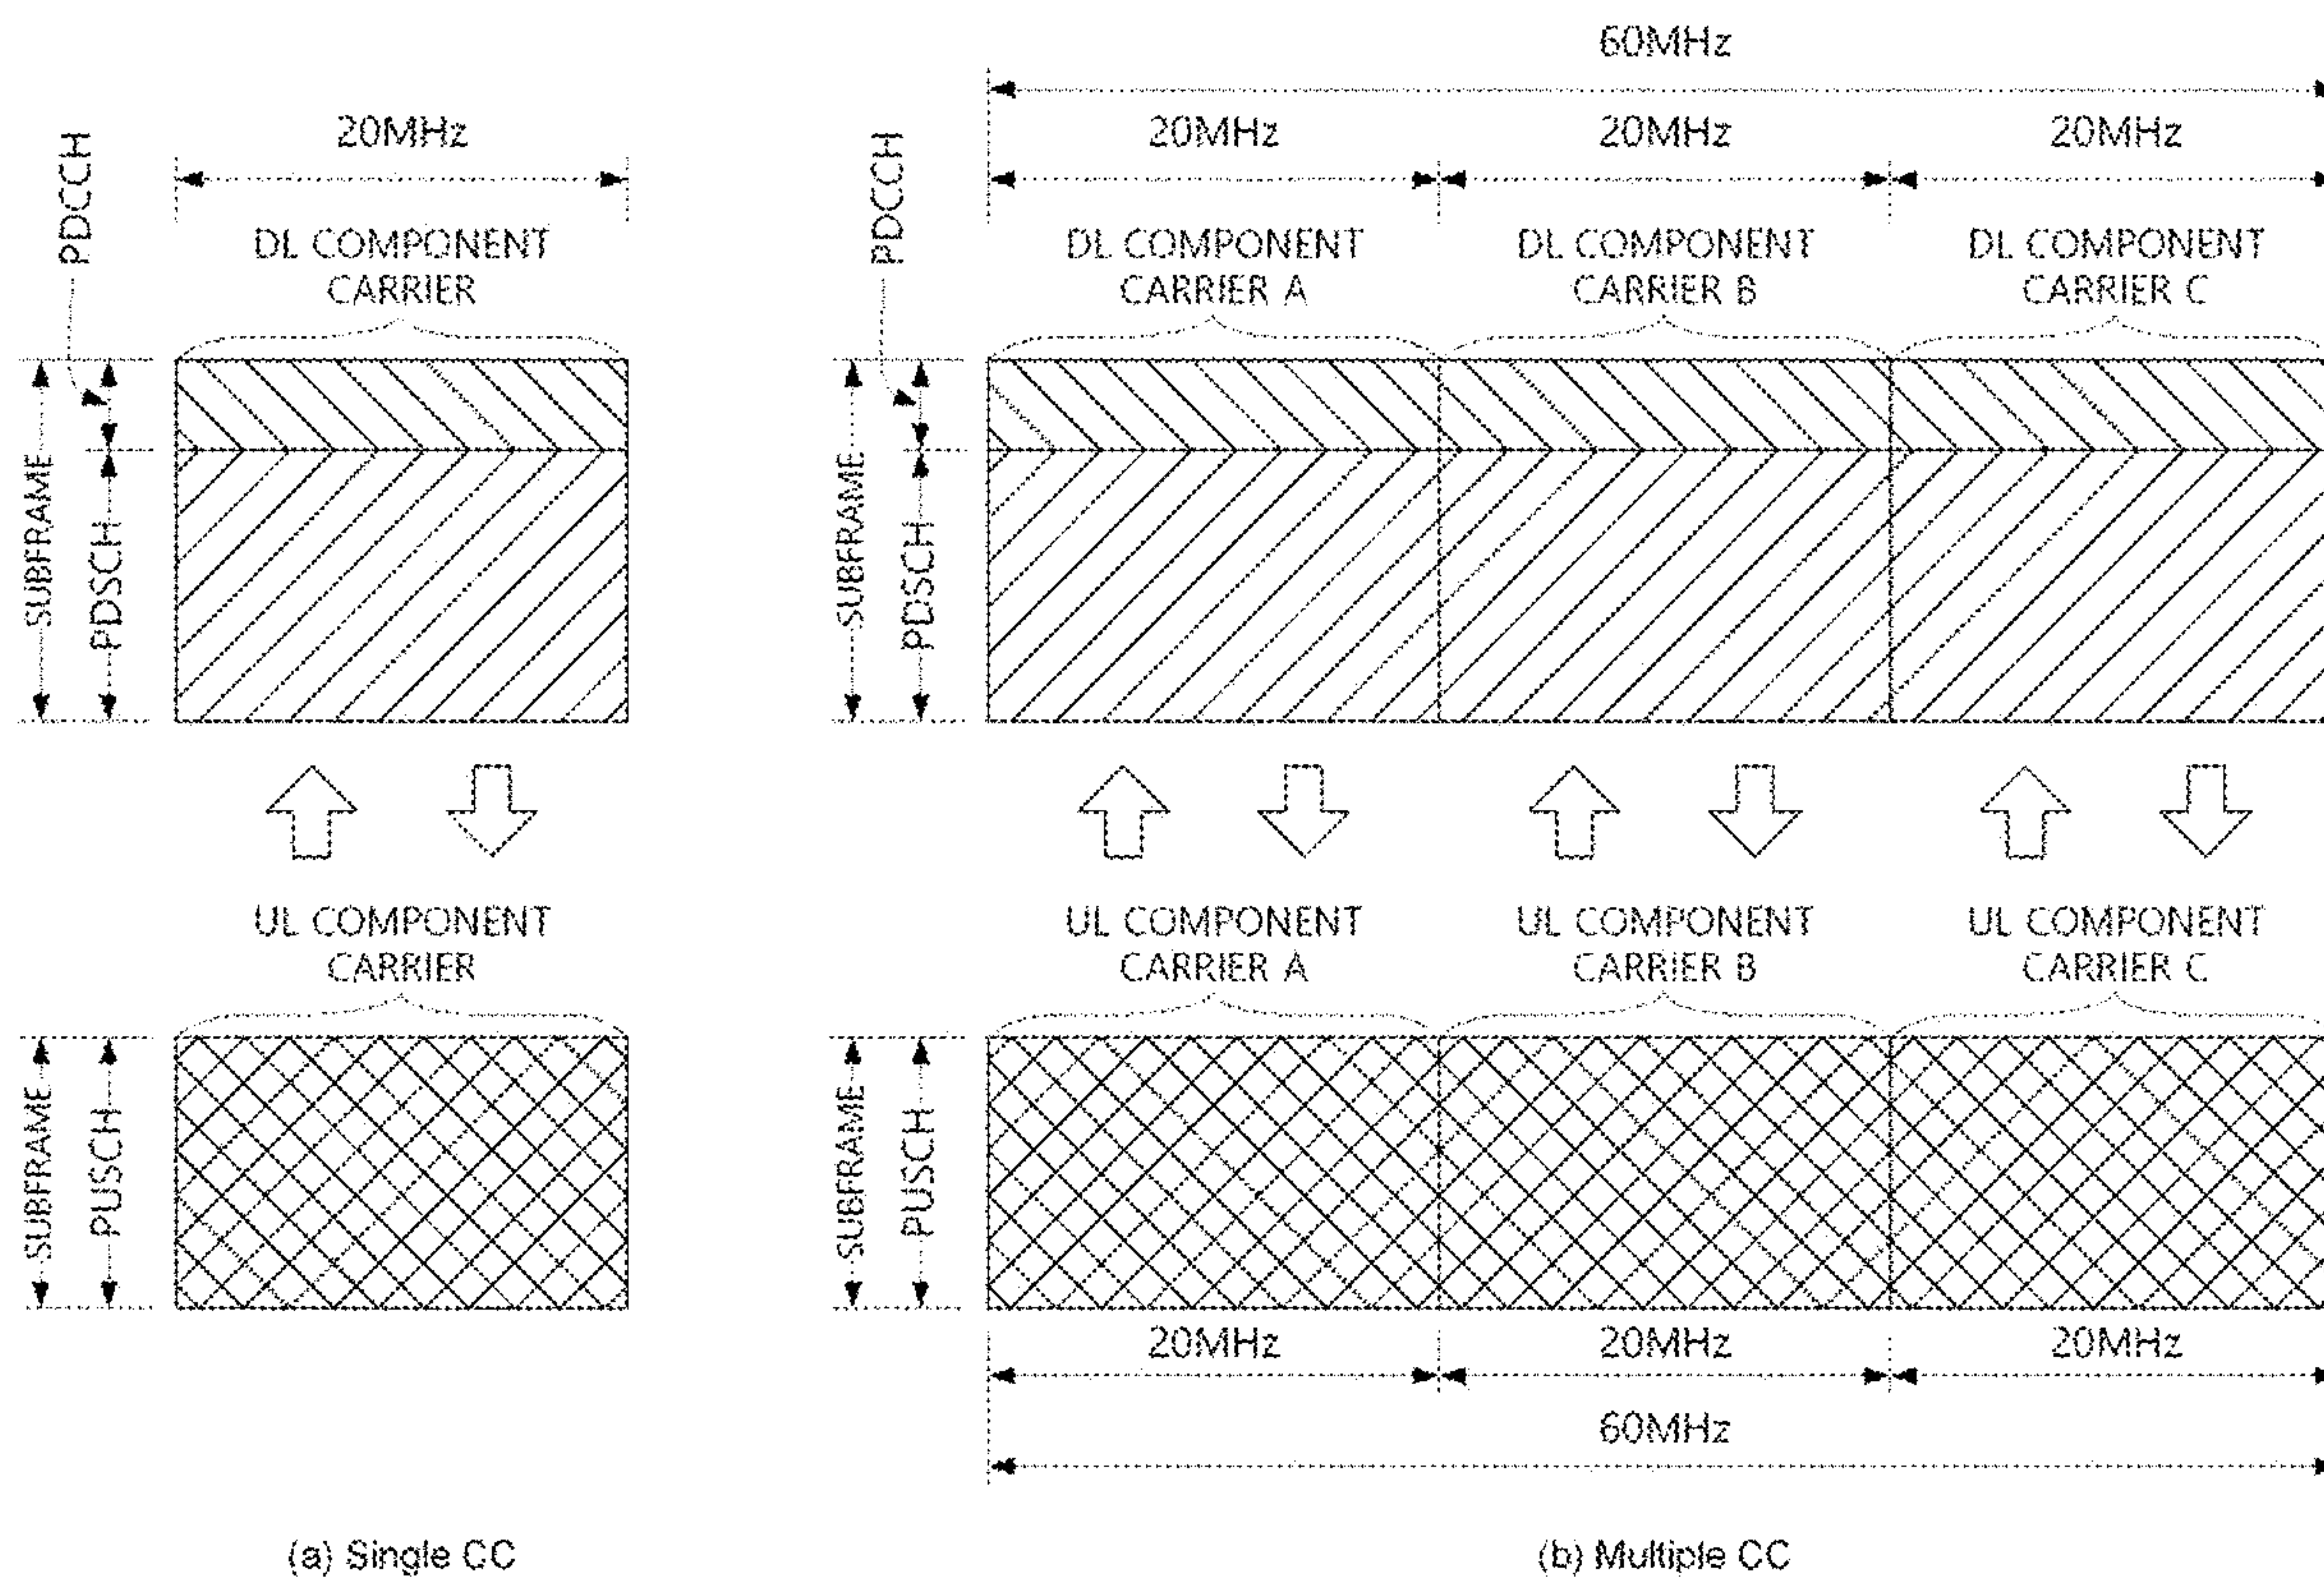 60MHz
20MHz
20MHz
20MHz
20MHz
PDCCH
PDCCH
DL COMPONENT
CARRIER
DL COMPONENT
CARRIER A
DL COMPONENT
CARRIER B
DL COMPONENT
CARRIER C
SUBFRAME
PDSCH
SUBFRAME
PDSCH
UL COMPONENT
CARRIER
UL COMPONENT
CARRIER A
UL COMPONENT
CARRIER B
UL COMPONENT
CARRIER C
SUBFRAME
PUSCH
SUBFRAME
PUSCH
20MHz
20MHz
20MHz
60MHz
(a) Single CC
(b) Multiple CC